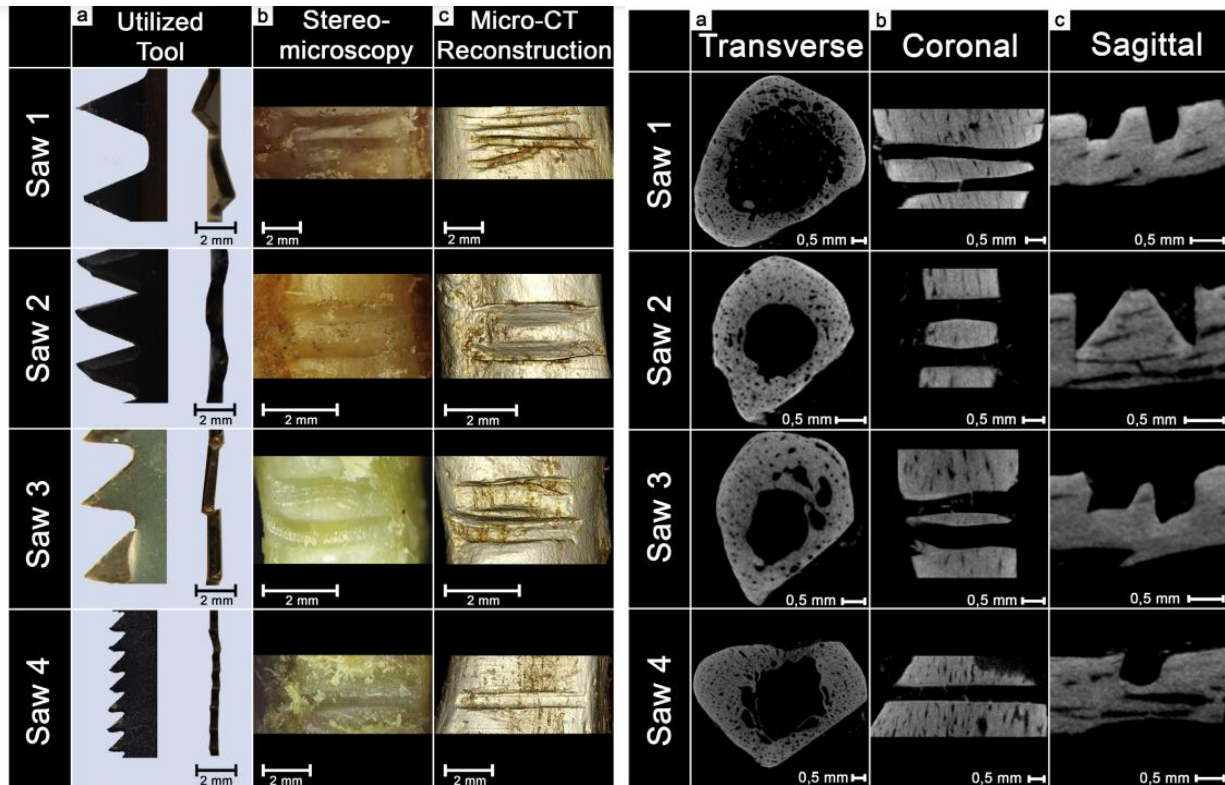 a Utilized Tool b Stereo-microscopy c Micro-CT Reconstruction
Saw 1
2 mm 2 mm 2 mm
Saw 2
2 mm 2 mm 2 mm
Saw 3
2 mm 2 mm 2 mm
Saw 4
2 mm 2 mm 2 mm
a Transverse b Coronal c Sagittal
Saw 1
0,5 mm 0,5 mm 0,5 mm
Saw 2
0,5 mm 0,5 mm 0,5 mm
Saw 3
0,5 mm 0,5 mm 0,5 mm
Saw 4
0,5 mm 0,5 mm 0,5 mm